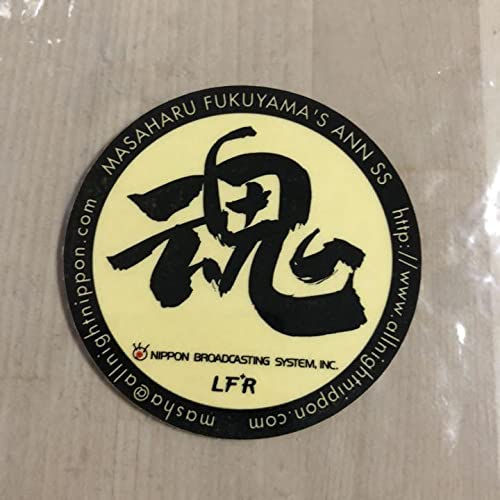 MASAHARU FUKUYAMA'S ANN SS
http://www.allnightnippon.com
masha@allnightnippon.com
魂
NIPPON BROADCASTING SYSTEM, INC.
LF+R